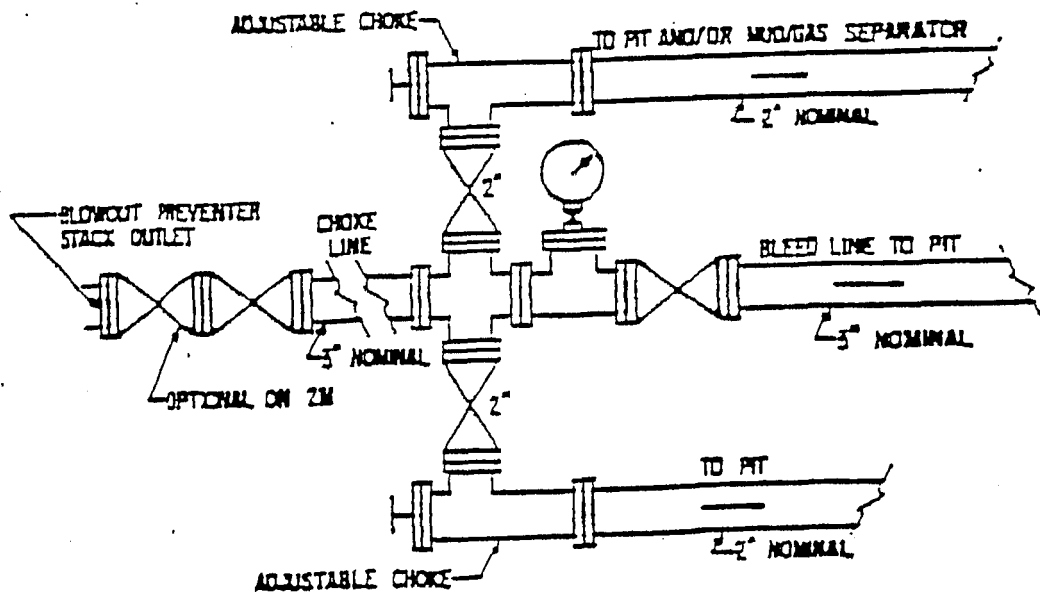 ADJUSTABLE CHOKE
TO PIT AND/OR MUD/GAS SEPARATOR
2" NOMINAL
2"
BLOWOUT PREVENTER
STACK OUTLET
CHOKE
LINE
BLEED LINE TO PIT
3" NOMINAL
3" NOMINAL
OPTIONAL ON 2M
2"
TO PIT
2" NOMINAL
ADJUSTABLE CHOKE